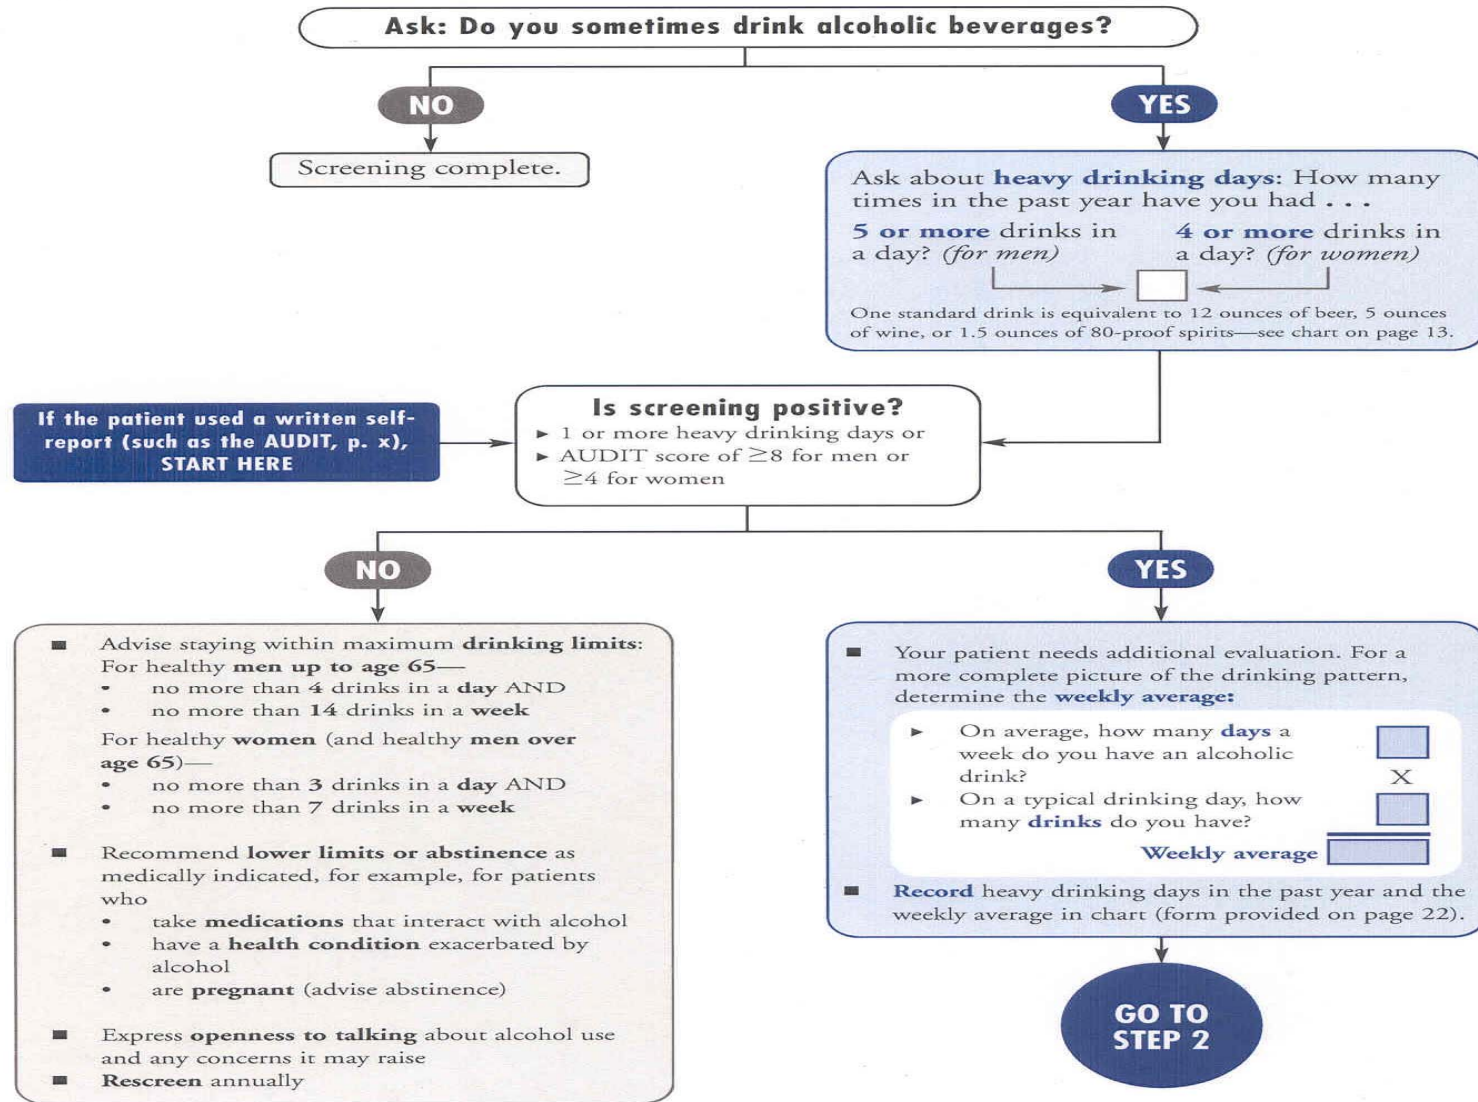 Ask: Do you sometimes drink alcoholic beverages?
NO
YES
Screening complete.
Ask about heavy drinking days: How many
times in the past year have you had . . .
5 or more drinks in
a day? (for men)
4 or more drinks in
a day? (for women)
One standard drink is equivalent to 12 ounces of beer, 5 ounces
of wine, or 1.5 ounces of 80-proof spirits—see chart on page 13.
If the patient used a written self-
report (such as the AUDIT, p. x),
START HERE
Is screening positive?
► 1 or more heavy drinking days or
► AUDIT score of ≥8 for men or
≥4 for women
NO
YES
■ Advise staying within maximum drinking limits:
For healthy men up to age 65—
• no more than 4 drinks in a day AND
• no more than 14 drinks in a week
For healthy women (and healthy men over
age 65)—
• no more than 3 drinks in a day AND
• no more than 7 drinks in a week
■ Recommend lower limits or abstinence as
medically indicated, for example, for patients
who
• take medications that interact with alcohol
• have a health condition exacerbated by
alcohol
• are pregnant (advise abstinence)
■ Express openness to talking about alcohol use
and any concerns it may raise
■ Rescreen annually
■ Your patient needs additional evaluation. For a
more complete picture of the drinking pattern,
determine the weekly average:
► On average, how many days a
week do you have an alcoholic
drink?
X
► On a typical drinking day, how
many drinks do you have?
Weekly average
■ Record heavy drinking days in the past year and the
weekly average in chart (form provided on page 22).
GO TO
STEP 2